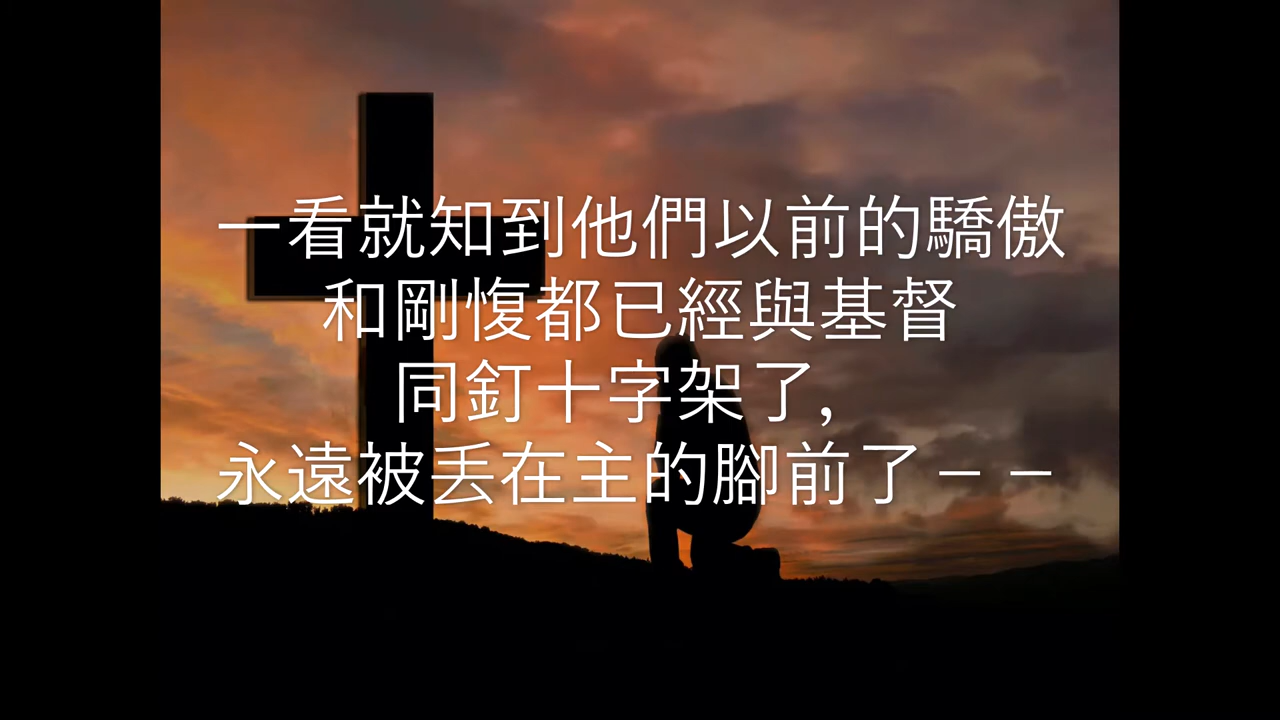 一看就知到他們以前的驕傲
和剛愎都已經與基督
同釘十字架了,
永遠被丟在主的腳前了－－